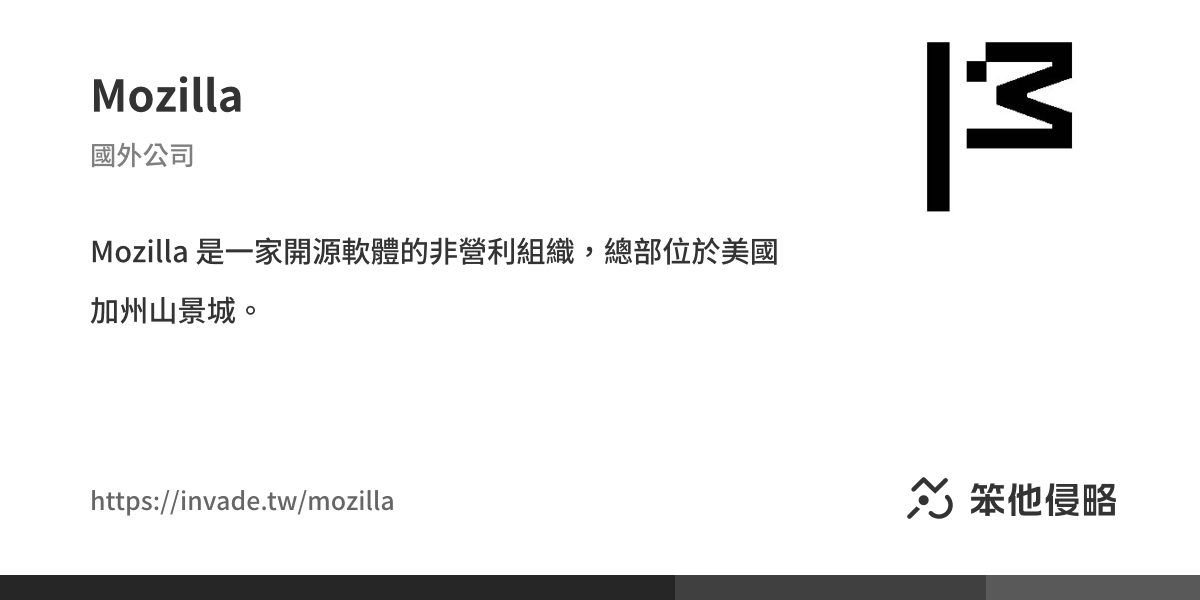 Mozilla
國外公司
Mozilla 是一家開源軟體的非營利組織，總部位於美國
加州山景城。
https://invade.tw/mozilla
笨他侵略